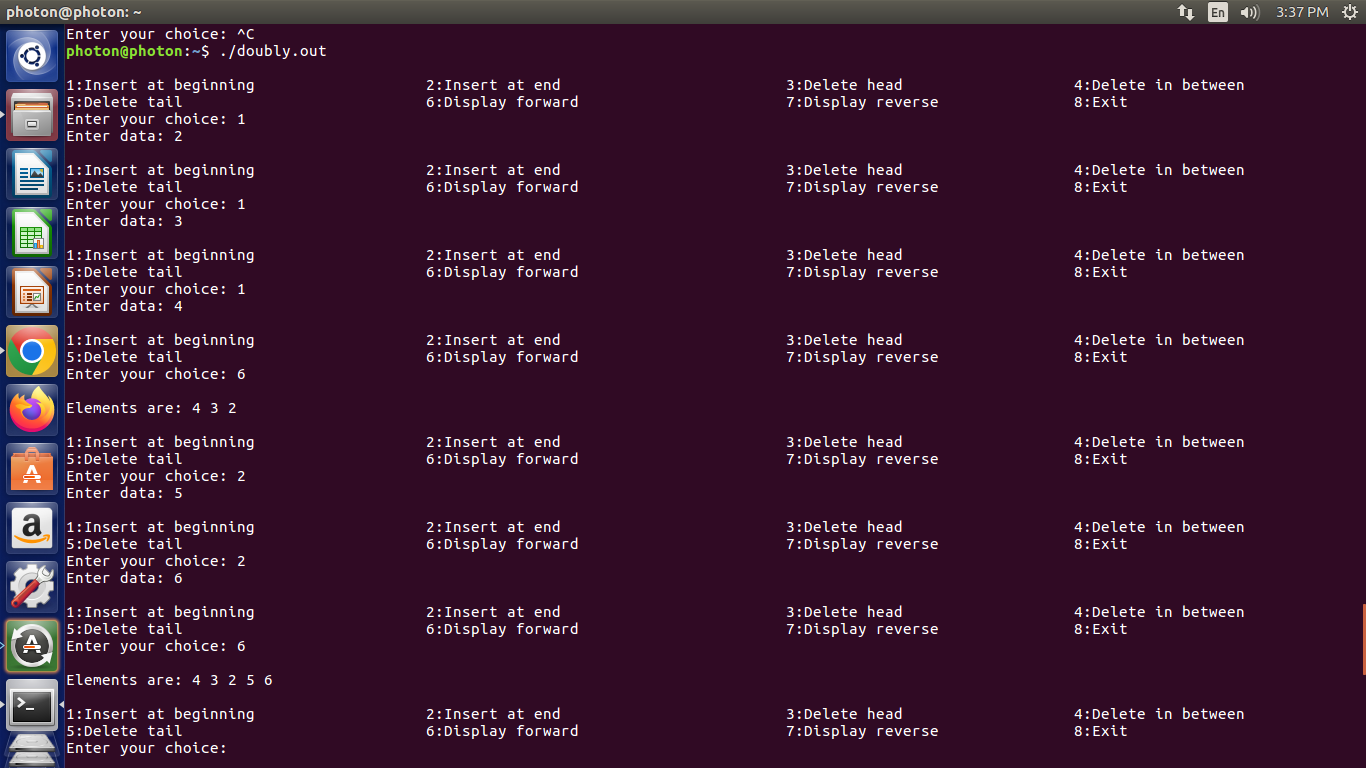 photon@photon: ~ En 3:37 PM
Enter your choice: ^C
photon@photon:~$ ./doubly.out
1:Insert at beginning 2:Insert at end 3:Delete head 4:Delete in between
5:Delete tail 6:Display forward 7:Display reverse 8:Exit
Enter your choice: 1
Enter data: 2
1:Insert at beginning 2:Insert at end 3:Delete head 4:Delete in between
5:Delete tail 6:Display forward 7:Display reverse 8:Exit
Enter your choice: 1
Enter data: 3
1:Insert at beginning 2:Insert at end 3:Delete head 4:Delete in between
5:Delete tail 6:Display forward 7:Display reverse 8:Exit
Enter your choice: 1
Enter data: 4
1:Insert at beginning 2:Insert at end 3:Delete head 4:Delete in between
5:Delete tail 6:Display forward 7:Display reverse 8:Exit
Enter your choice: 6
Elements are: 4 3 2
1:Insert at beginning 2:Insert at end 3:Delete head 4:Delete in between
5:Delete tail 6:Display forward 7:Display reverse 8:Exit
Enter your choice: 2
Enter data: 5
1:Insert at beginning 2:Insert at end 3:Delete head 4:Delete in between
5:Delete tail 6:Display forward 7:Display reverse 8:Exit
Enter your choice: 2
Enter data: 6
1:Insert at beginning 2:Insert at end 3:Delete head 4:Delete in between
5:Delete tail 6:Display forward 7:Display reverse 8:Exit
Enter your choice: 6
Elements are: 4 3 2 5 6
1:Insert at beginning 2:Insert at end 3:Delete head 4:Delete in between
5:Delete tail 6:Display forward 7:Display reverse 8:Exit
Enter your choice: